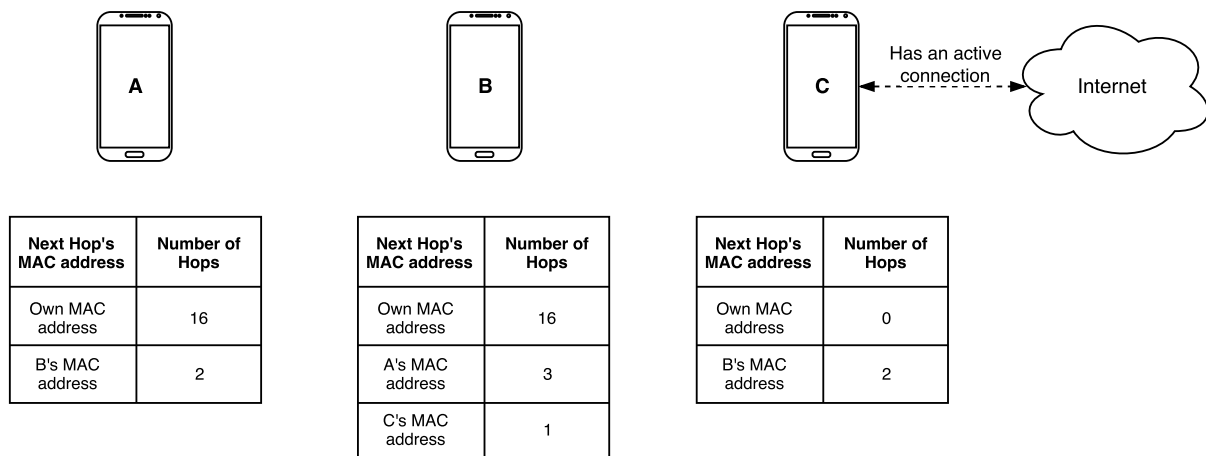 A
B
C
Has an active
connection
Internet
Next Hop's
MAC address
Number of
Hops
Own MAC
address
16
B's MAC
address
2
Next Hop's
MAC address
Number of
Hops
Own MAC
address
16
A's MAC
address
3
C's MAC
address
1
Next Hop's
MAC address
Number of
Hops
Own MAC
address
0
B's MAC
address
2